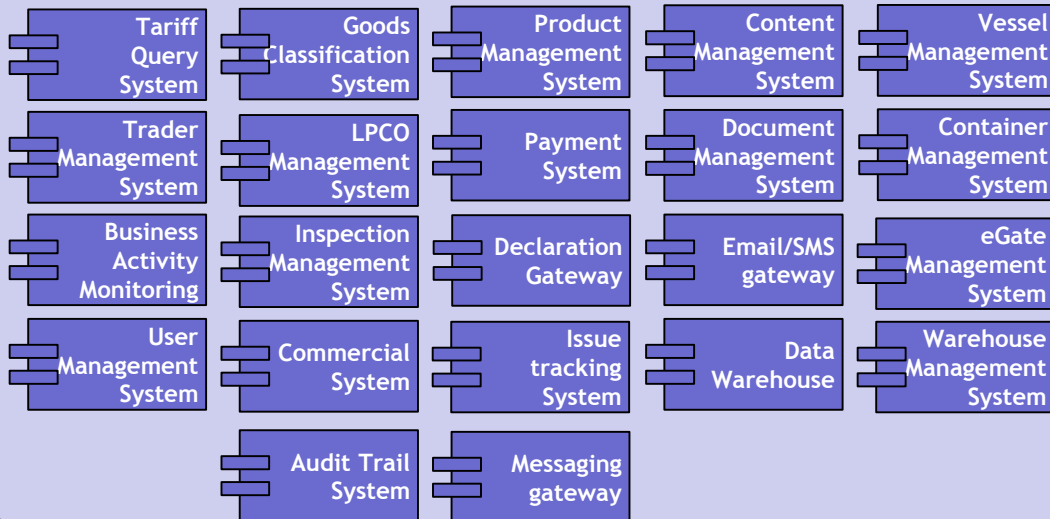 Tariff
Query
System
Goods
Classification
System
Product
Management
System
Content
Management
System
Vessel
Management
System
Trader
Management
System
LPCO
Management
System
Payment
System
Document
Management
System
Container
Management
System
Business
Activity
Monitoring
Inspection
Management
System
Declaration
Gateway
Email/SMS
gateway
eGate
Management
System
User
Management
System
Commercial
System
Issue
tracking
System
Data
Warehouse
Warehouse
Management
System
Audit Trail
System
Messaging
gateway